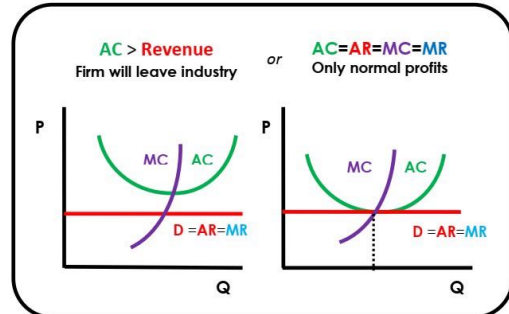 AC > Revenue
Firm will leave industry
or
AC=AR=MC=MR
Only normal profits
P
MC
AC
D =AR=MR
Q
P
MC
AC
D =AR=MR
Q